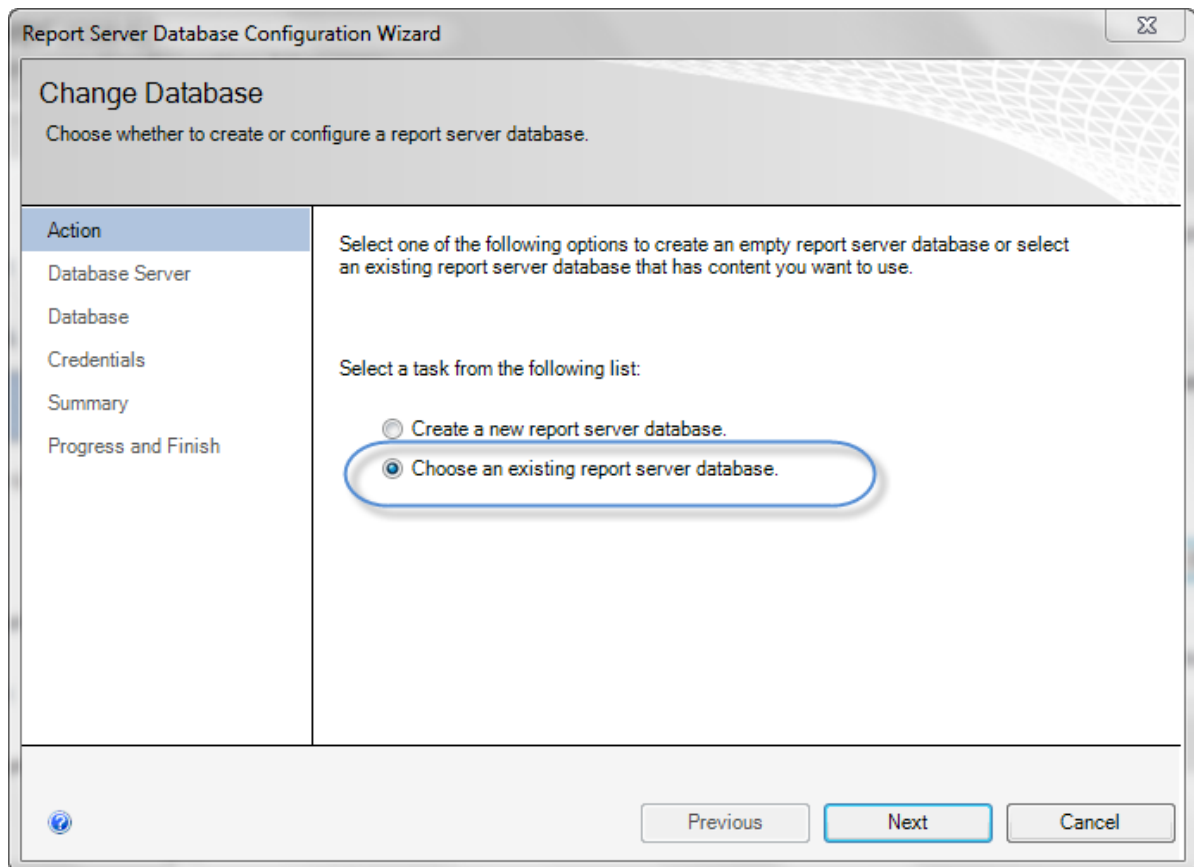 Report Server Database Configuration Wizard
Change Database
Choose whether to create or configure a report server database.
Action
Database Server
Database
Credentials
Summary
Progress and Finish
Select one of the following options to create an empty report server database or select
an existing report server database that has content you want to use.
Select a task from the following list:
Create a new report server database.
Choose an existing report server database.
Previous
Next
Cancel